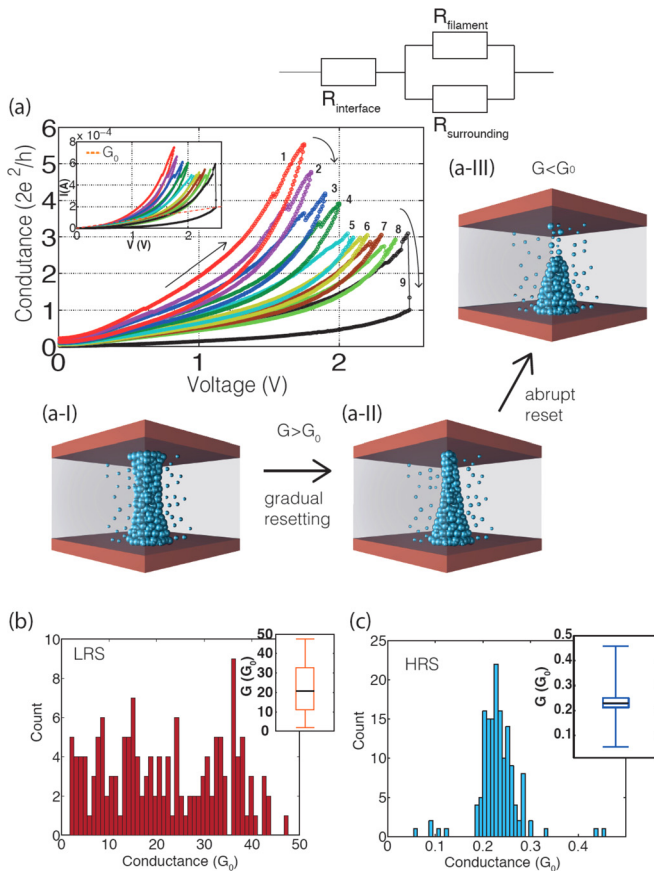 R_filament
R_interface
R_surrounding
(a)
× 10⁻⁴
8
6
4
2
0
I(A)
G₀
0 1 2
V (V)
6
5
4
3
2
1
0
Condutance (2e²/h)
0 1 2
Voltage (V)
1
2
3
4
5 6 7 8
9
(a-III) G<G₀
abrupt
reset
(a-I)
G>G₀
gradual
resetting
(a-II)
(b)
LRS
10
8
6
4
2
0
Count
0 10 20 30 40 50
Conductance (G₀)
50
40
30
20
10
0
G (G₀)
(c)
HRS
25
20
15
10
5
0
Count
0 0.1 0.2 0.3 0.4
Conductance (G₀)
0.5
0.4
0.3
0.2
0.1
G (G₀)